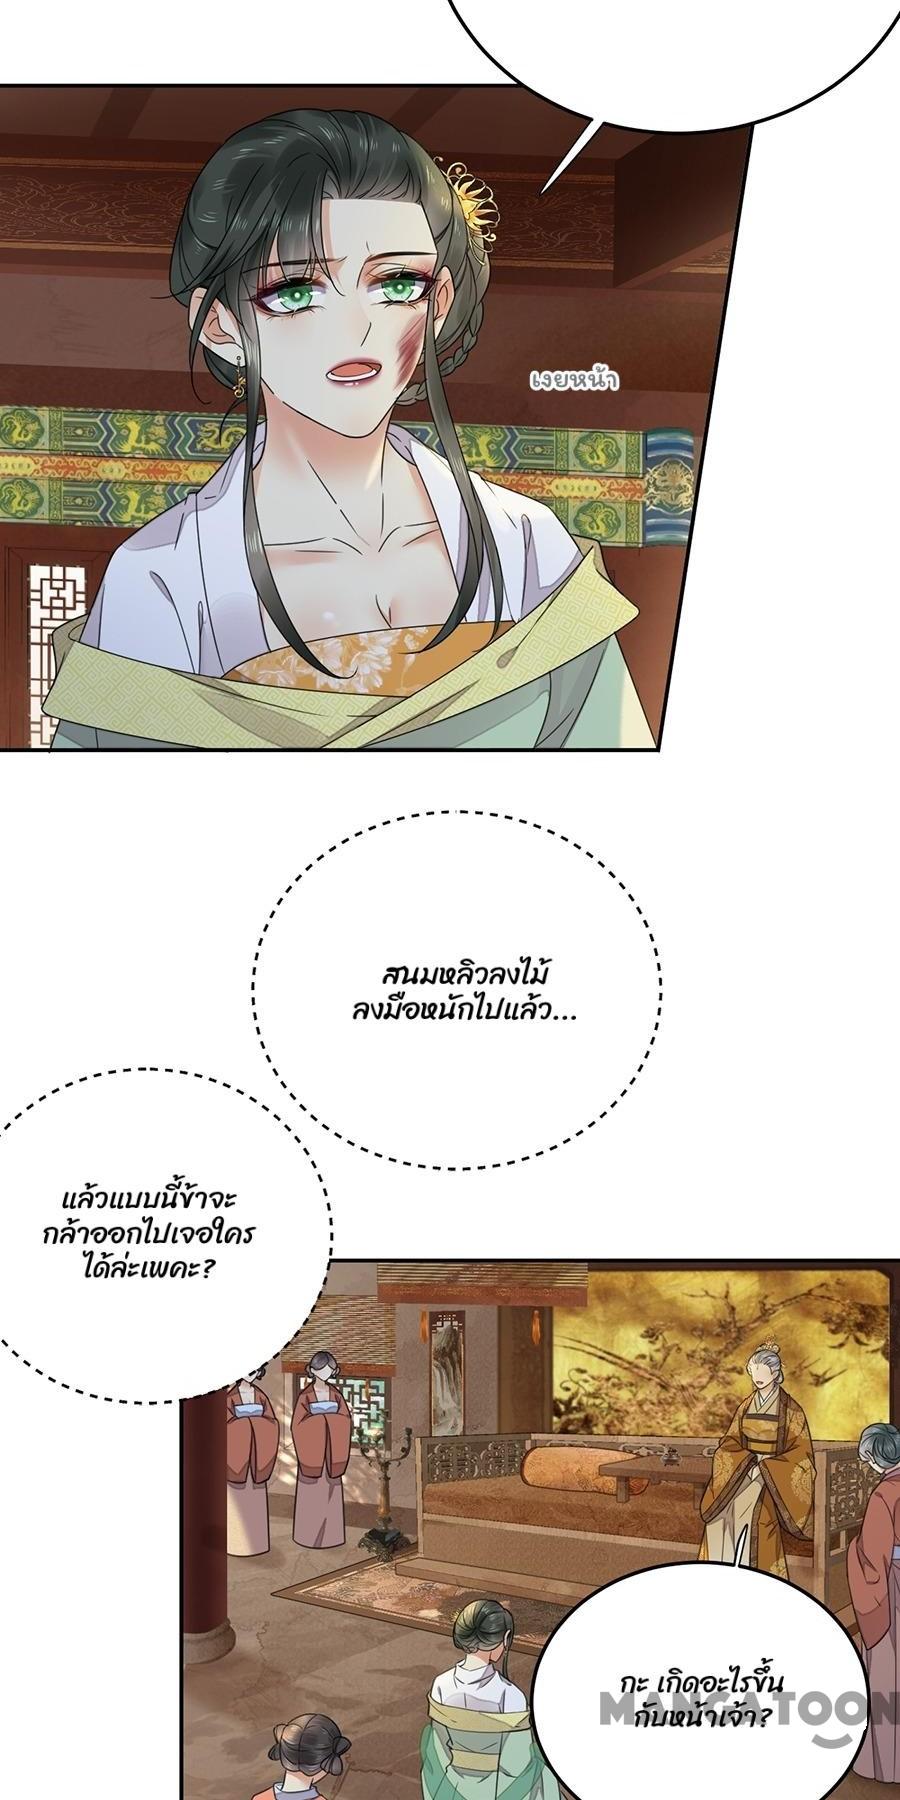 เงยหน้า
สนมหลิวลงไม้
ลงมือหนักไปแล้ว...
แล้วแบบนี้ข้าจะ
กล้าออกไปเจอใคร
ได้ล่ะเพคะ?
กะ เกิดอะไรขึ้น
กับหน้าเจ้า?
MANGATOON